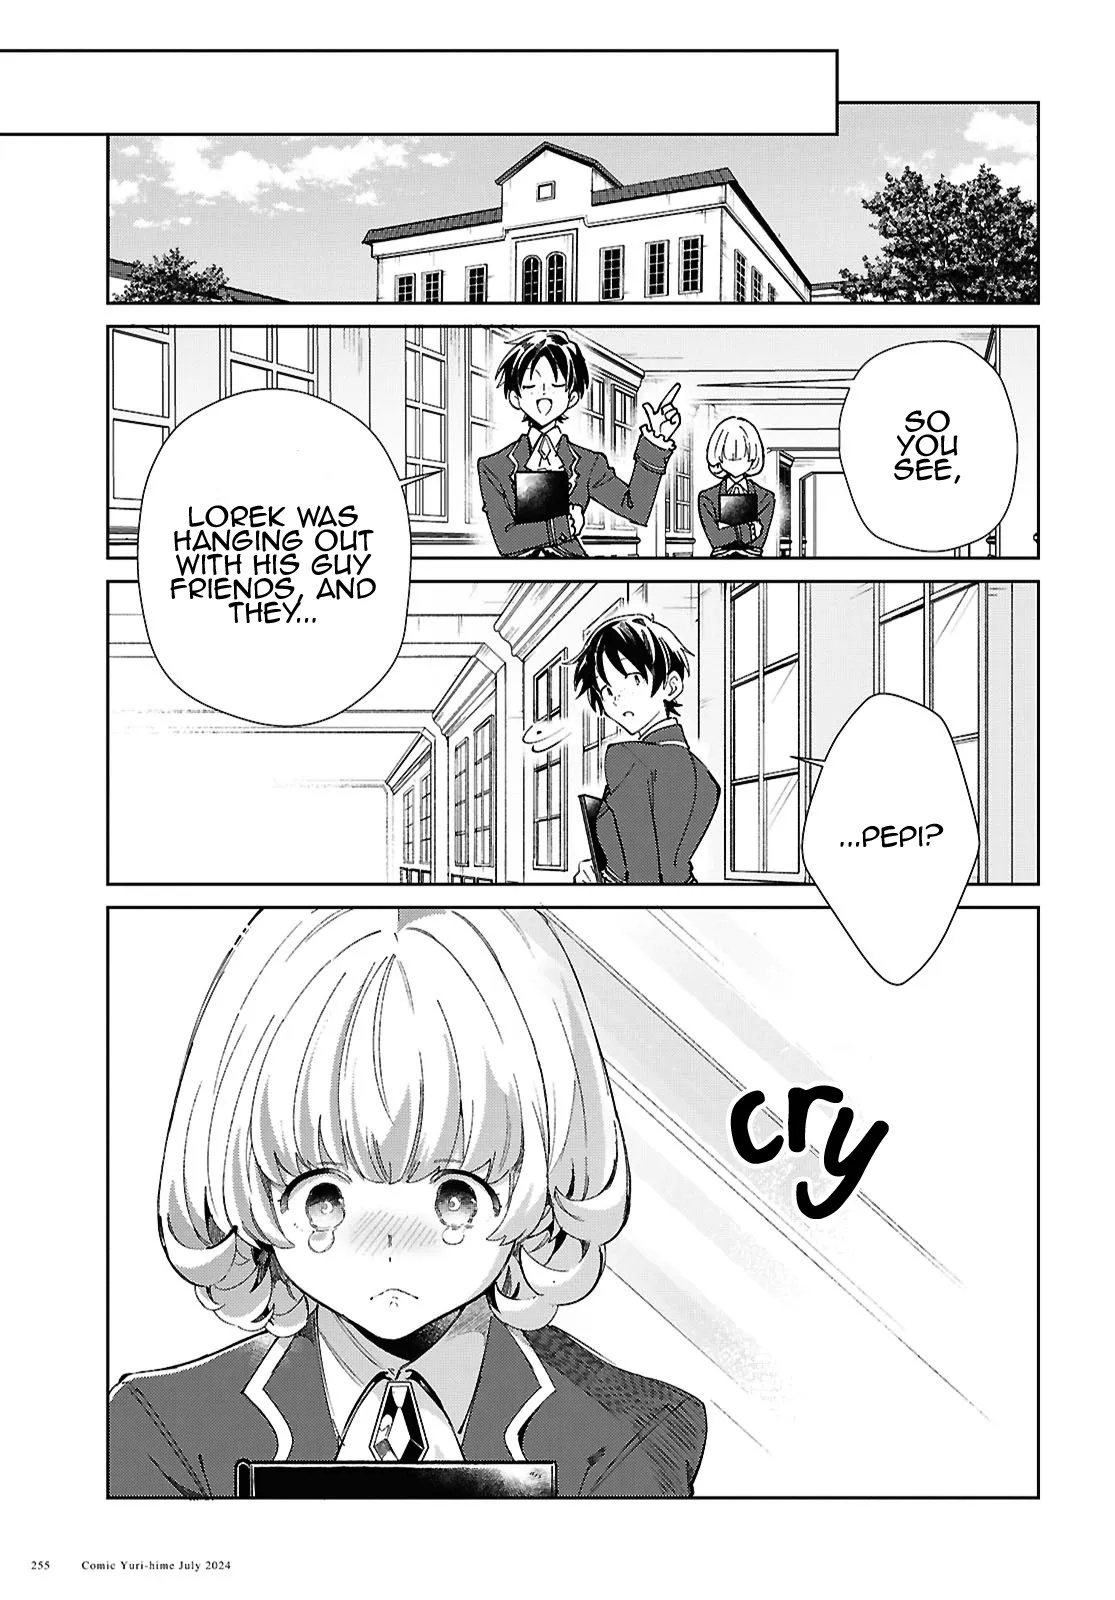 SO
YOU
SEE,
LOREK WAS
HANGING OUT
WITH HIS GUY
FRIENDS, AND
THEY...
...PEPI?
cry
255 Comic Yuri-hime July 2024